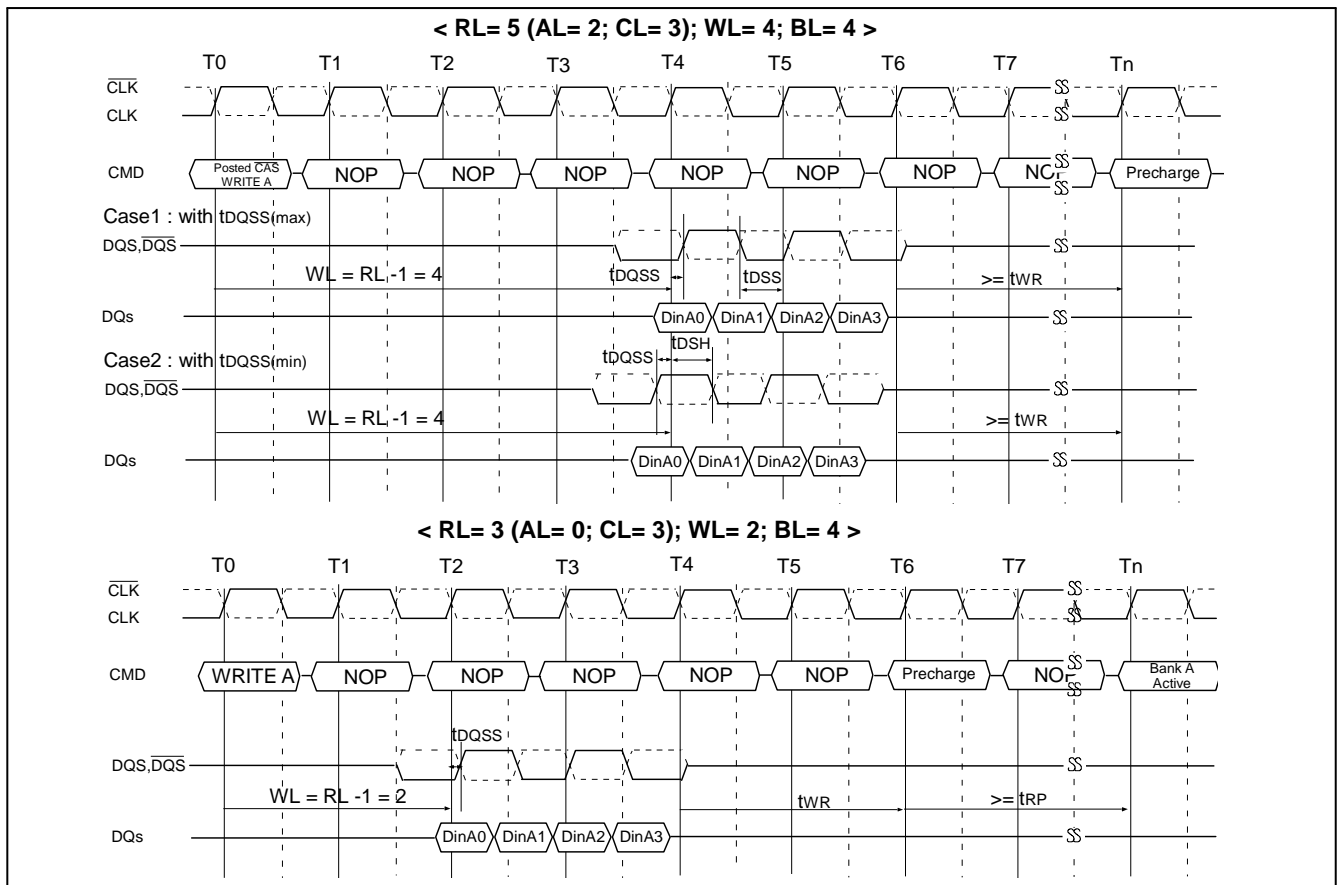 < RL= 5 (AL= 2; CL= 3); WL= 4; BL= 4 >
T0 T1 T2 T3 T4 T5 T6 T7 Tn
CLK
CLK
CMD Posted CAS WRITE A NOP NOP NOP NOP NOP NOP NOP Precharge
Case1 : with tDQSS(max)
DQS,DQS
WL = RL -1 = 4 tDQSS tDSS >= tWR
DQs DinA0 DinA1 DinA2 DinA3
Case2 : with tDQSS(min) tDQSS tDSH
DQS,DQS
WL = RL -1 = 4 >= tWR
DQs DinA0 DinA1 DinA2 DinA3
< RL= 3 (AL= 0; CL= 3); WL= 2; BL= 4 >
T0 T1 T2 T3 T4 T5 T6 T7 Tn
CLK
CLK
CMD WRITE A NOP NOP NOP NOP NOP Precharge NOP Bank A Active
tDQSS
DQS,DQS
WL = RL -1 = 2 tWR >= tRP
DQs DinA0 DinA1 DinA2 DinA3